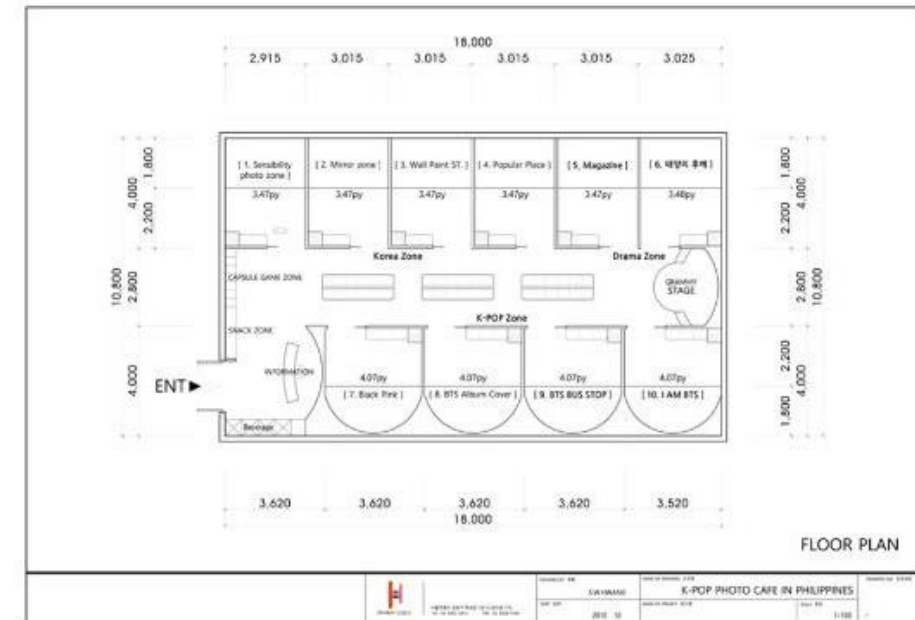 18,000
2,915 3,015 3,015 3,015 3,015 3,025
[ 1. Sensibility
photo zone ]
[ 2. Mirror zone ]
[ 3. Wall Paint ST. ]
[ 4. Popular Place ]
[ 5. Magazine ]
[ 6. 태양의 후예 ]
3.47py 3.47py 3.47py 3.47py 3.47py 3.48py
1,800
4,000
2,200
10,800
2,800
4,000
1,800
4,000
2,200
2,800
10,800
2,200
4,000
1,800
Korea Zone
Drama Zone
CAPSULE GAME ZONE
GRAMMY
STAGE
K-POP Zone
SNACK ZONE
INFORMATION
ENT
4.07py 4.07py 4.07py 4.07py
[ 7. Black Pink ]
[ 8. BTS Album Cover ]
[ 9. BTS BUS STOP ]
[ 10. I AM BTS ]
Beverage
3,620 3,620 3,620 3,620 3,520
18,000
FLOOR PLAN
K-POP PHOTO CAFE IN PHILIPPINES
1:100